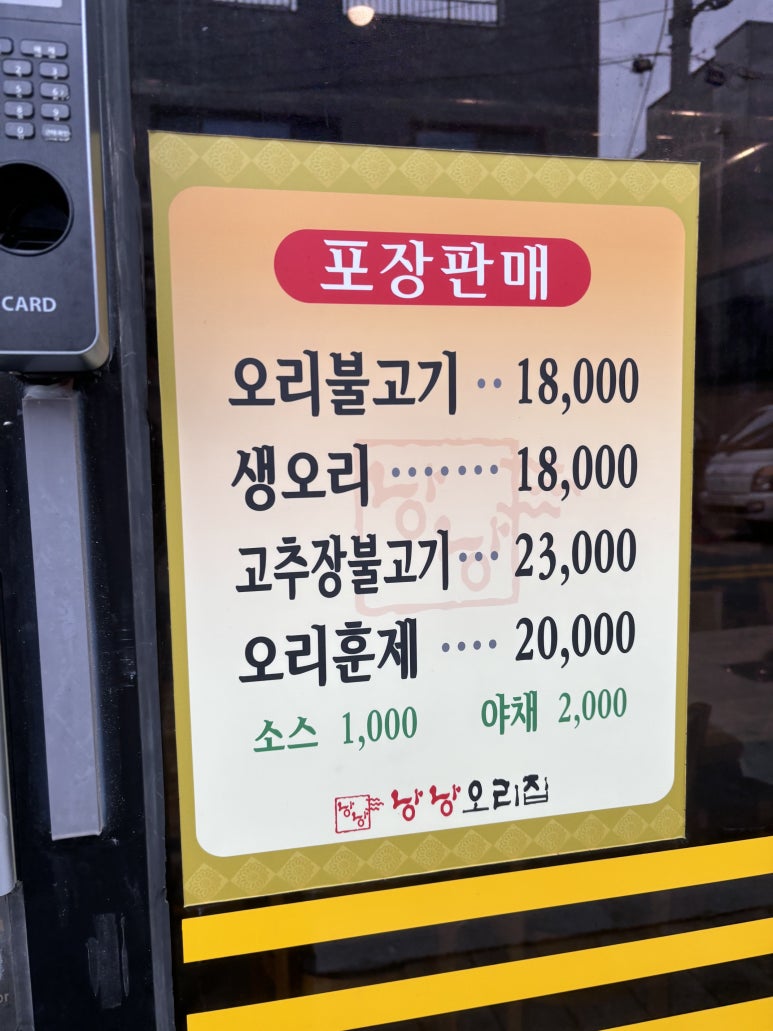 포장판매
오리불고기 ·· 18,000
생오리 ······· 18,000
고추장불고기 ··· 23,000
오리훈제 ···· 20,000
소스 1,000 야채 2,000
낭낭오리집
CARD